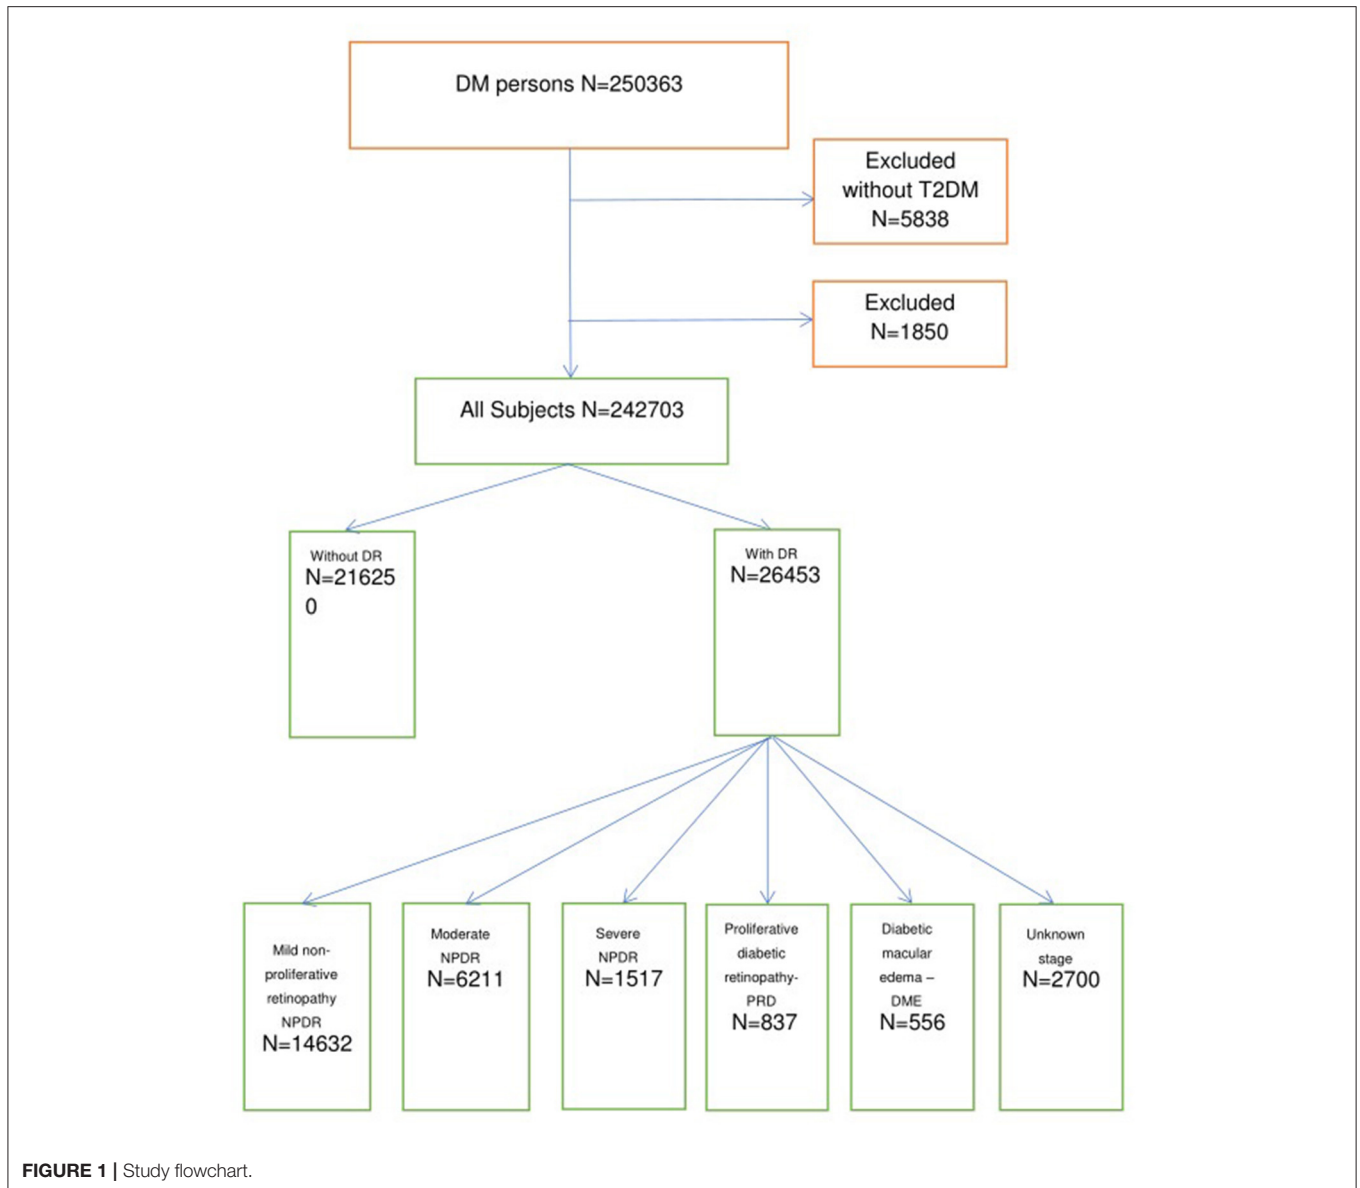 DM persons N=250363
Excluded
without T2DM
N=5838
Excluded
N=1850
All Subjects N=242703
Without DR
N=21625
0
With DR
N=26453
Mild non-
proliferative
retinopathy
NPDR
N=14632
Moderate
NPDR
N=6211
Severe
NPDR
N=1517
Proliferative
diabetic
retinopathy-
PRD
N=837
Diabetic
macular
edema –
DME
N=556
Unknown
stage
N=2700
FIGURE 1 | Study flowchart.